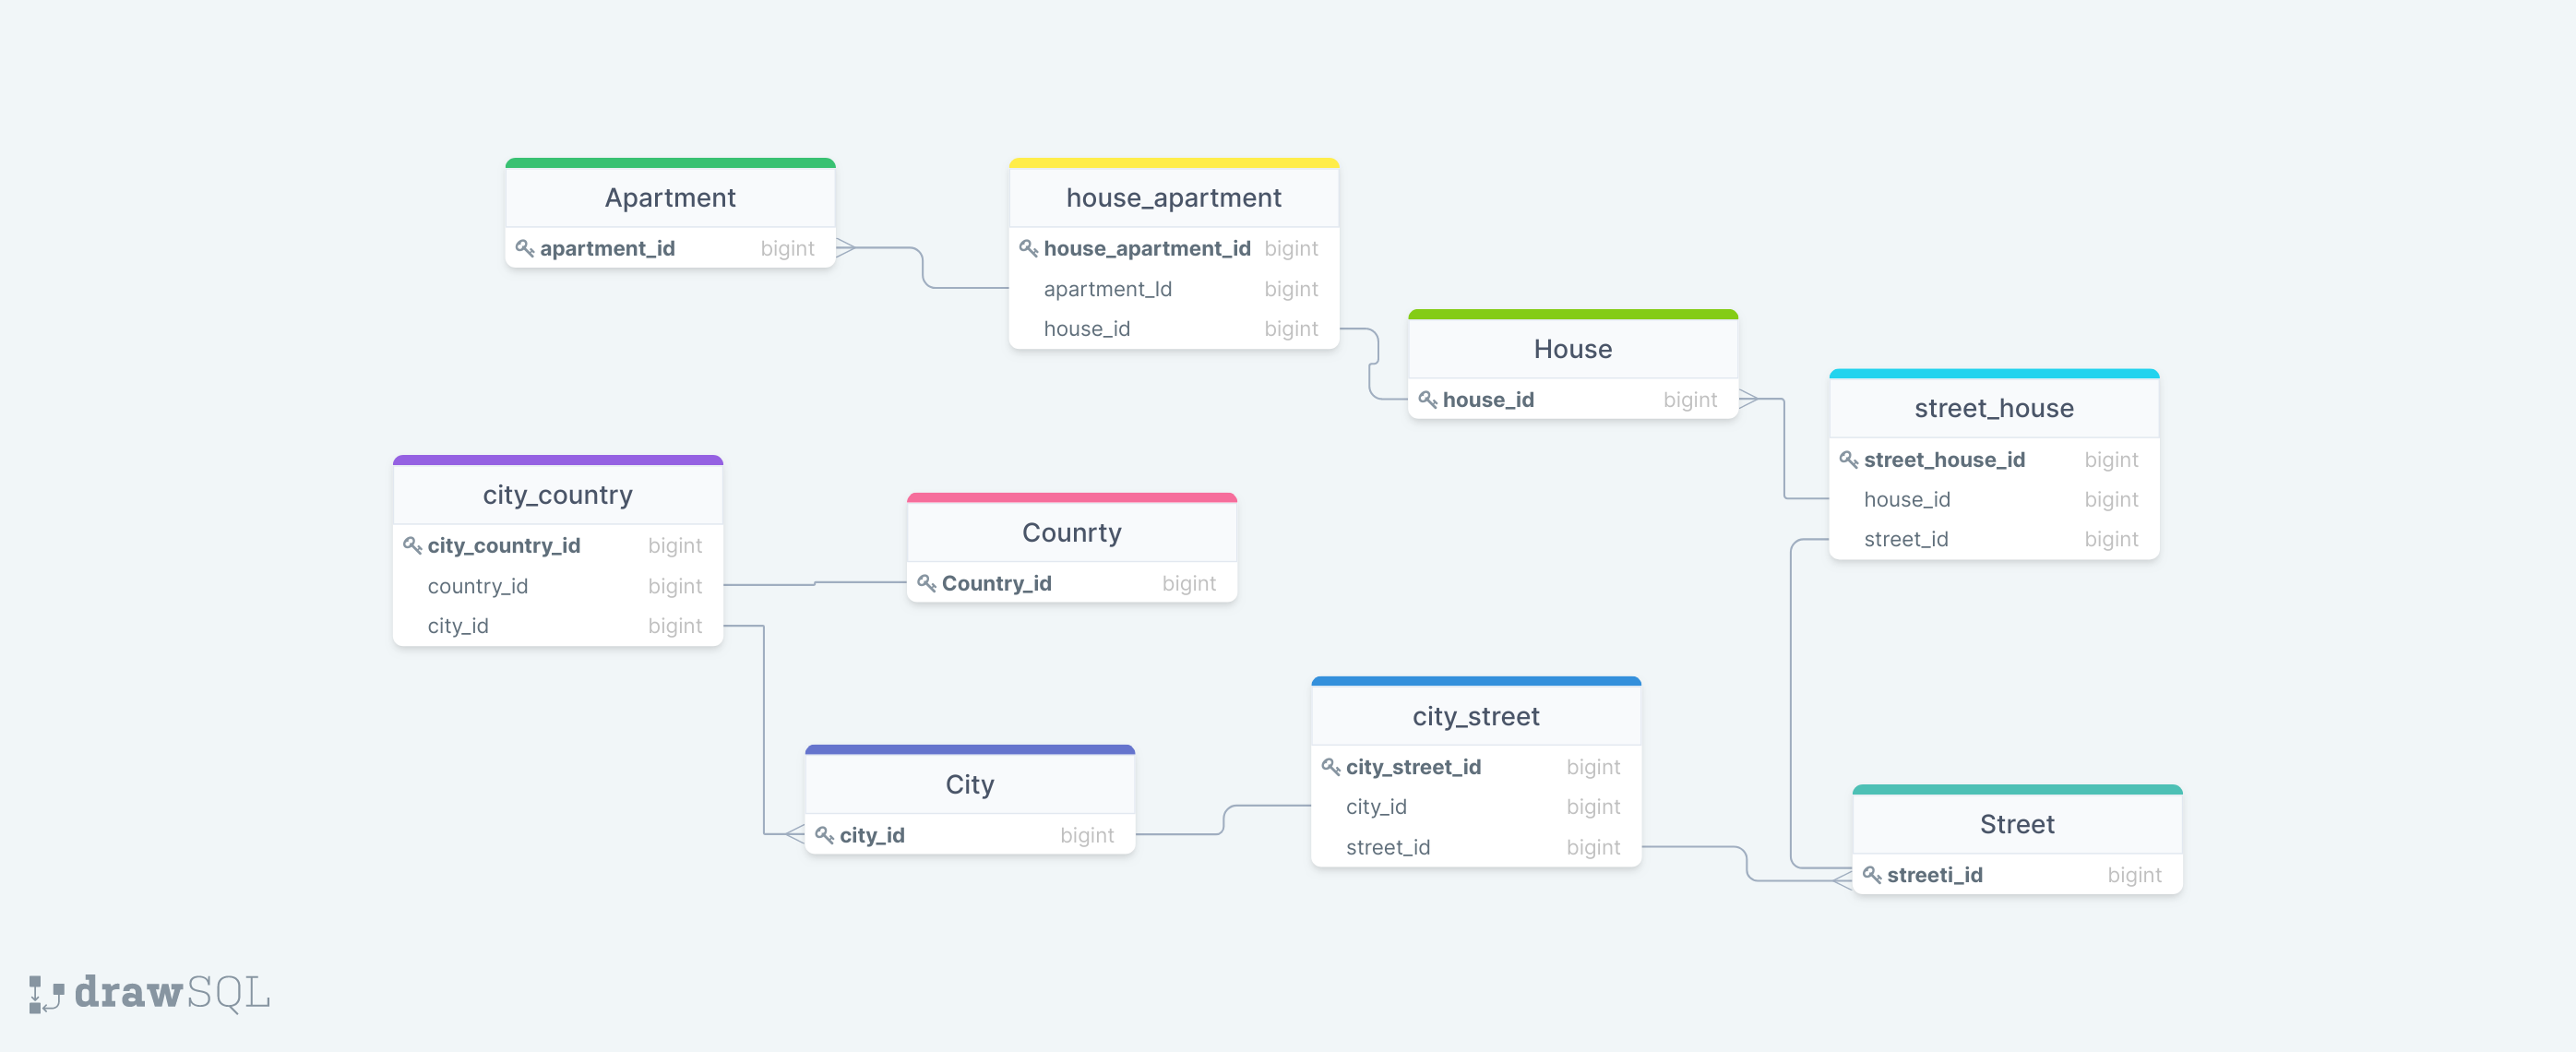 Apartment
apartment_id bigint
house_apartment
house_apartment_id bigint
apartment_Id bigint
house_id bigint
House
house_id bigint
street_house
street_house_id bigint
house_id bigint
street_id bigint
city_country
city_country_id bigint
country_id bigint
city_id bigint
Counrty
Country_id bigint
City
city_id bigint
city_street
city_street_id bigint
city_id bigint
street_id bigint
Street
streeti_id bigint
drawSQL